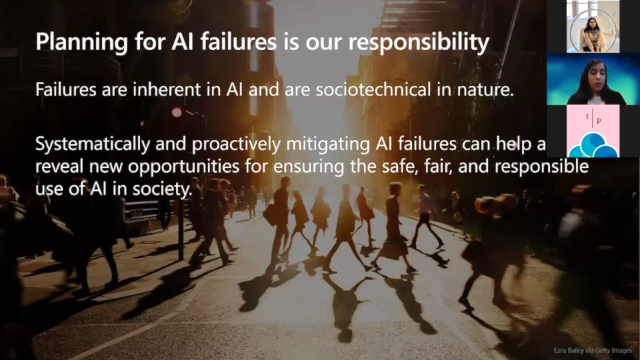 Planning for AI failures is our responsibility
Failures are inherent in AI and are sociotechnical in nature.
Systematically and proactively mitigating AI failures can help a
reveal new opportunities for ensuring the safe, fair, and responsible
use of AI in society.
r | p
Ezra Bailey Via Getty Images